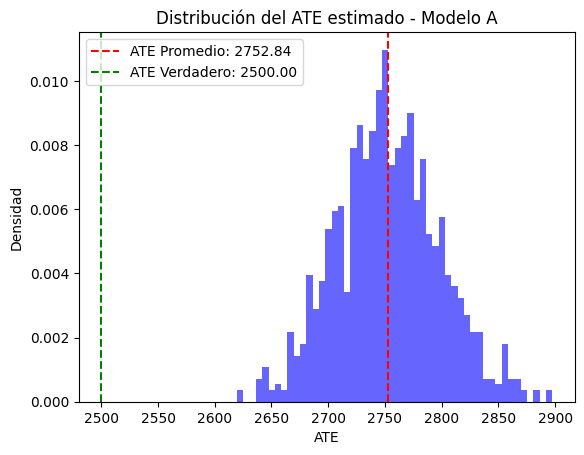 Distribución del ATE estimado - Modelo A
ATE Promedio: 2752.84
ATE Verdadero: 2500.00
Densidad
0.010
0.008
0.006
0.004
0.002
0.000
2500 2550 2600 2650 2700 2750 2800 2850 2900
ATE